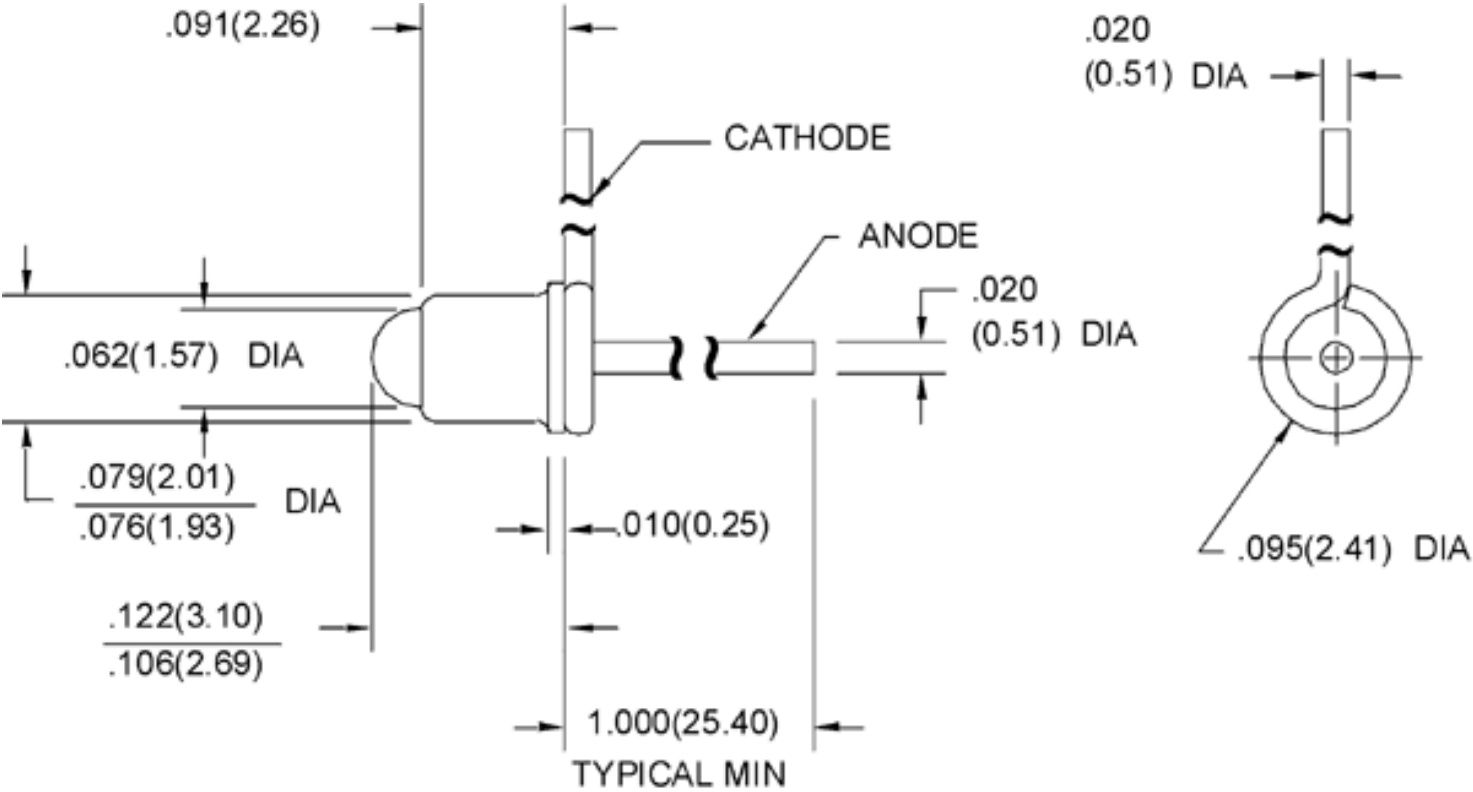 .091(2.26)
.020
(0.51) DIA
CATHODE
ANODE
.020
(0.51) DIA
.062(1.57) DIA
.079(2.01)
.076(1.93)
DIA
.010(0.25)
.095(2.41) DIA
.122(3.10)
.106(2.69)
1.000(25.40)
TYPICAL MIN